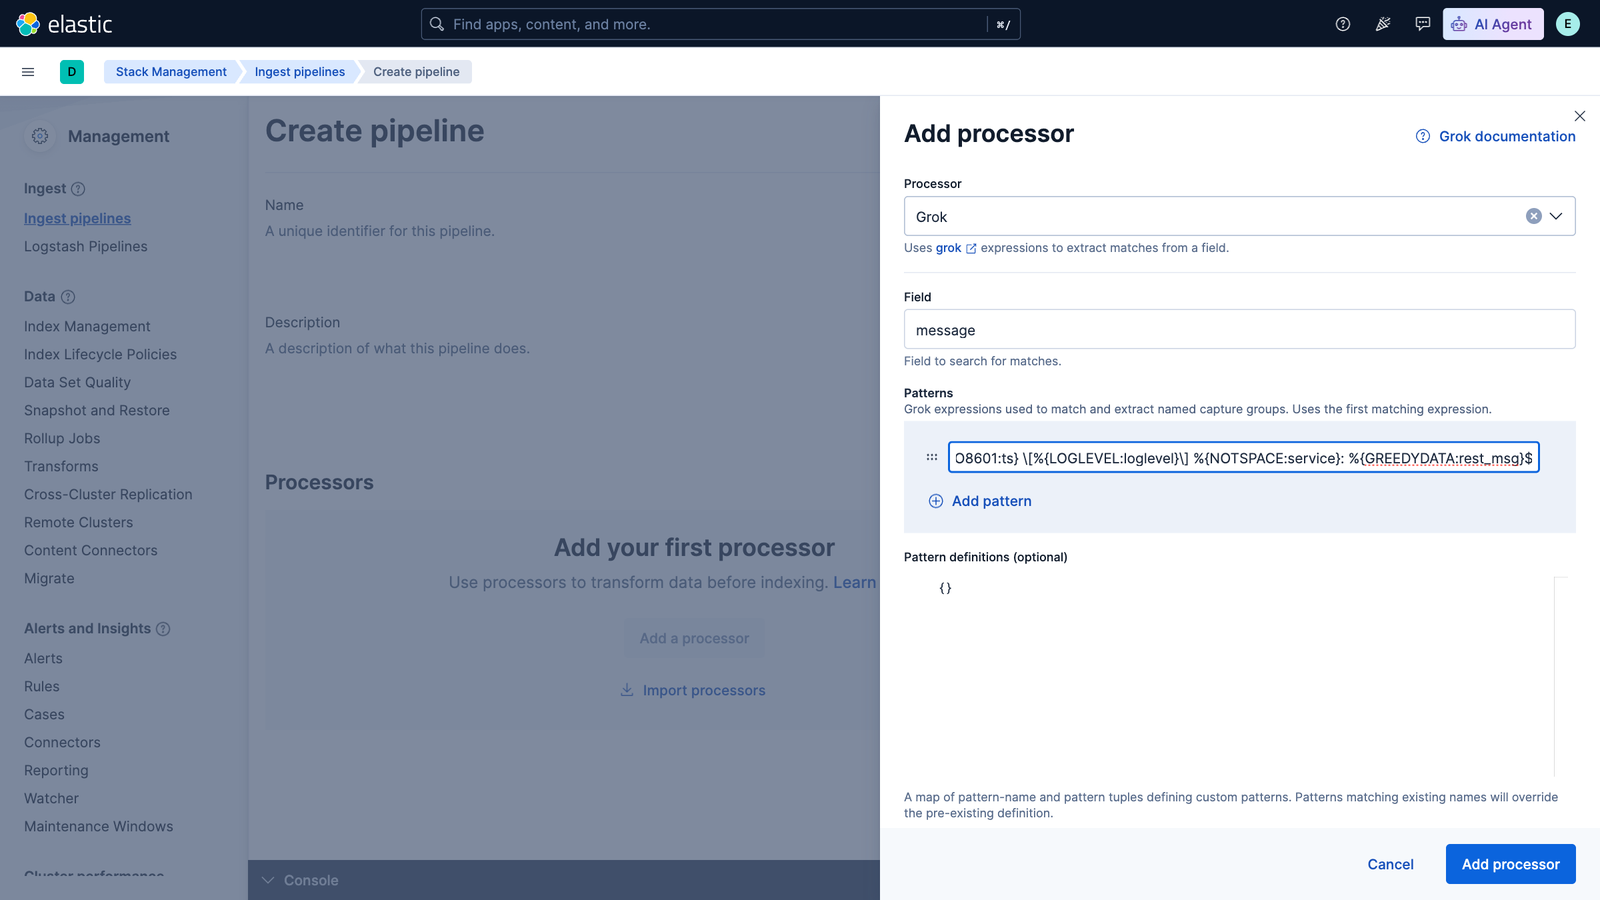 elastic
Find apps, content, and more.
⌘/
AI Agent
E
D
Stack Management
Ingest pipelines
Create pipeline
Management
Ingest
Ingest pipelines
Logstash Pipelines
Data
Index Management
Index Lifecycle Policies
Data Set Quality
Snapshot and Restore
Rollup Jobs
Transforms
Cross-Cluster Replication
Remote Clusters
Content Connectors
Migrate
Alerts and Insights
Alerts
Rules
Cases
Connectors
Reporting
Watcher
Maintenance Windows
Cluster performance
Create pipeline
Name
A unique identifier for this pipeline.
Description
A description of what this pipeline does.
Processors
Add your first processor
Use processors to transform data before indexing. Learn
Add a processor
Import processors
Console
Add processor
Grok documentation
Processor
Grok
Uses grok expressions to extract matches from a field.
Field
message
Field to search for matches.
Patterns
Grok expressions used to match and extract named capture groups. Uses the first matching expression.
O8601:ts} \[%{LOGLEVEL:loglevel}\] %{NOTSPACE:service}: %{GREEDYDATA:rest_msg}$
Add pattern
Pattern definitions (optional)
{}
A map of pattern-name and pattern tuples defining custom patterns. Patterns matching existing names will override
the pre-existing definition.
Cancel
Add processor